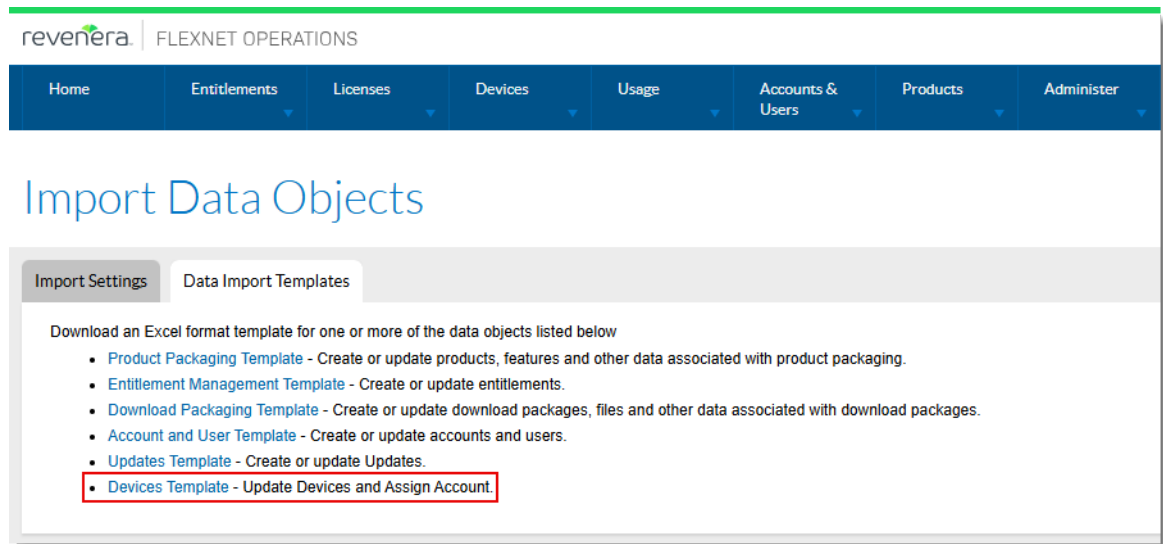 revenera. FLEXNET OPERATIONS
Home Entitlements Licenses Devices Usage Accounts & Users Products Administer
Import Data Objects
Import Settings Data Import Templates
Download an Excel format template for one or more of the data objects listed below
• Product Packaging Template - Create or update products, features and other data associated with product packaging.
• Entitlement Management Template - Create or update entitlements.
• Download Packaging Template - Create or update download packages, files and other data associated with download packages.
• Account and User Template - Create or update accounts and users.
• Updates Template - Create or update Updates.
• Devices Template - Update Devices and Assign Account.